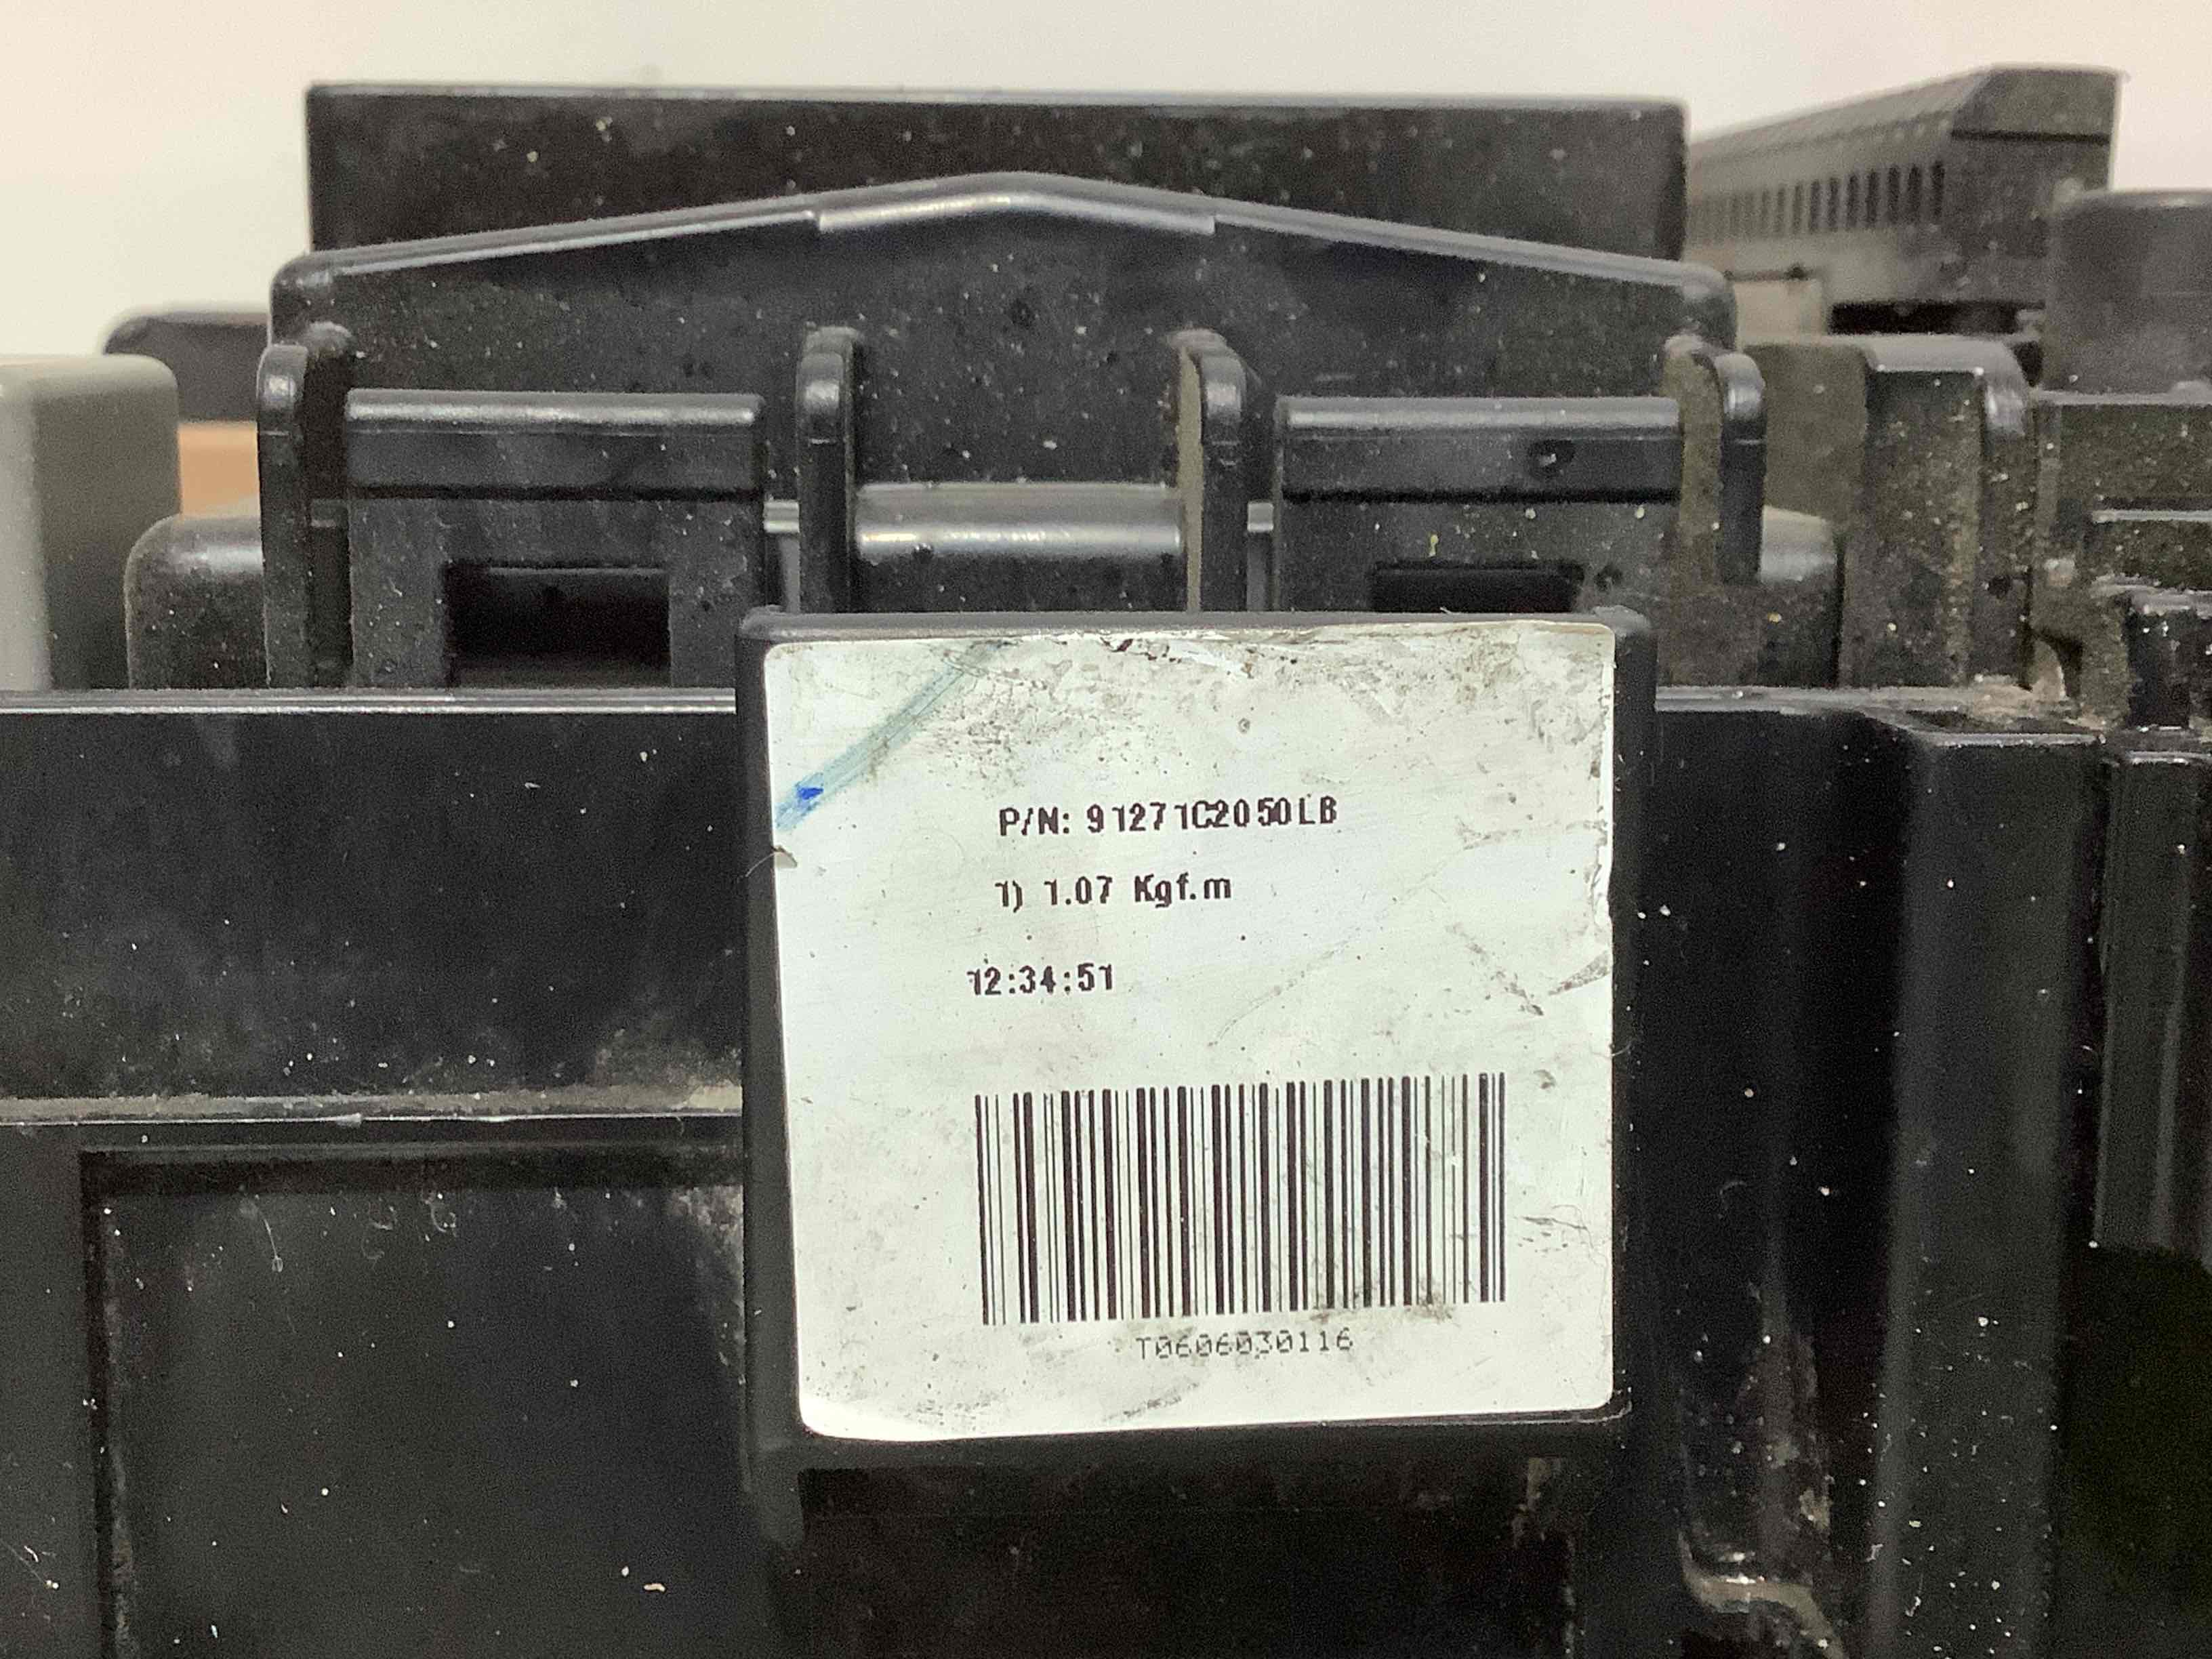 P/N: 91271C2050LB
1) 1.07 Kgf.m
12:34:51
T0606030116